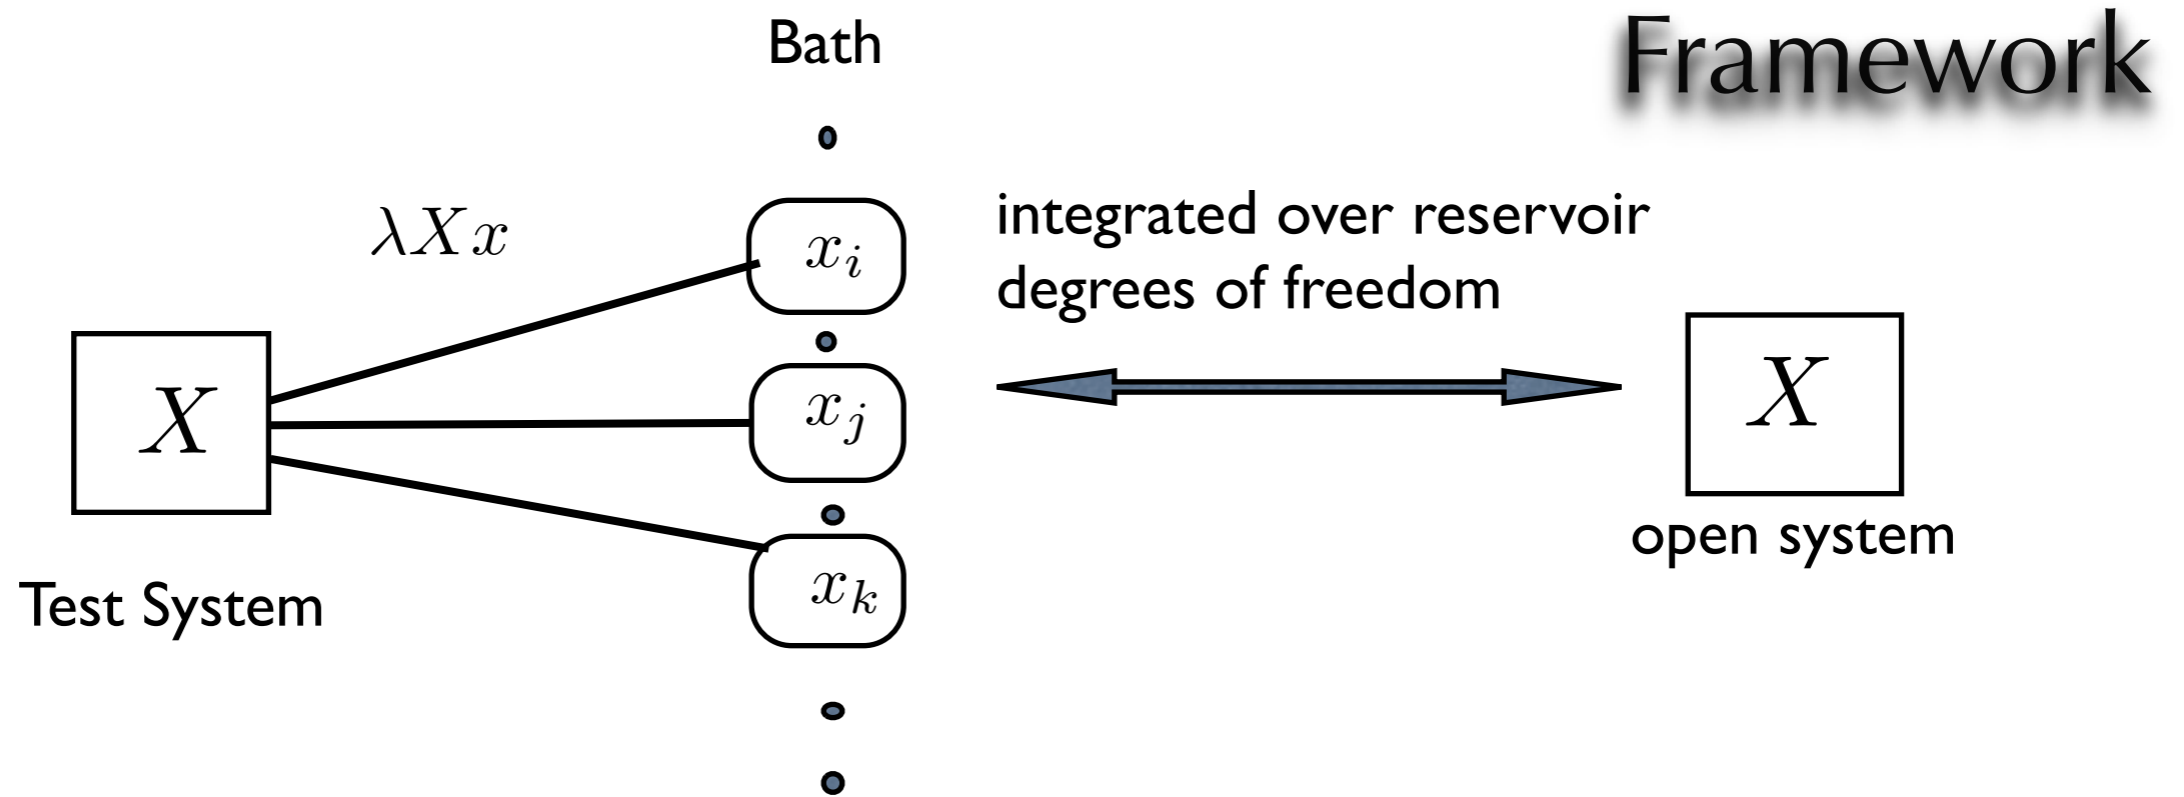 Framework
Bath
λXx
x_i
x_j
x_k
X
Test System
integrated over reservoir
degrees of freedom
X
open system